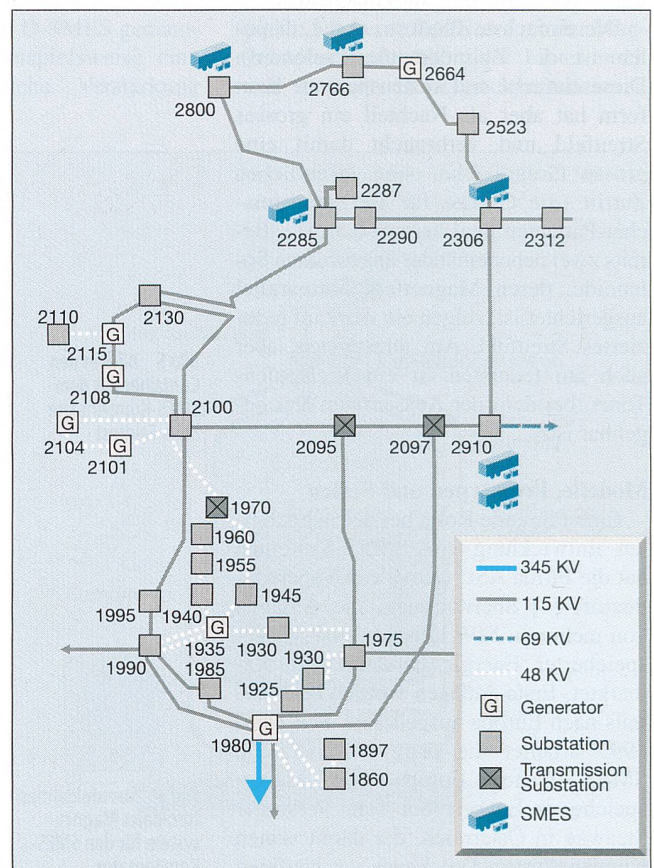 2766
G
2664
2800
2523
2287
2285
2290
2306
2312
2130
2110
G
2115
G
2108
2100
G
2104
G
2101
2095
2097
2910
1970
1960
1955
1995
1940
1945
G
1935
1930
1990
1975
1985
1930
1925
G
1980
1897
1860
345 KV
115 KV
69 KV
48 KV
G Generator
Substation
Transmission
Substation
SMES